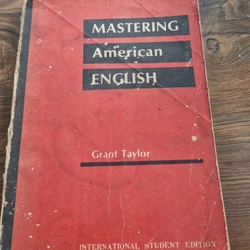 MASTERING
American
ENGLISH
Grant Taylor
INTERNATIONAL STUDENT EDITION